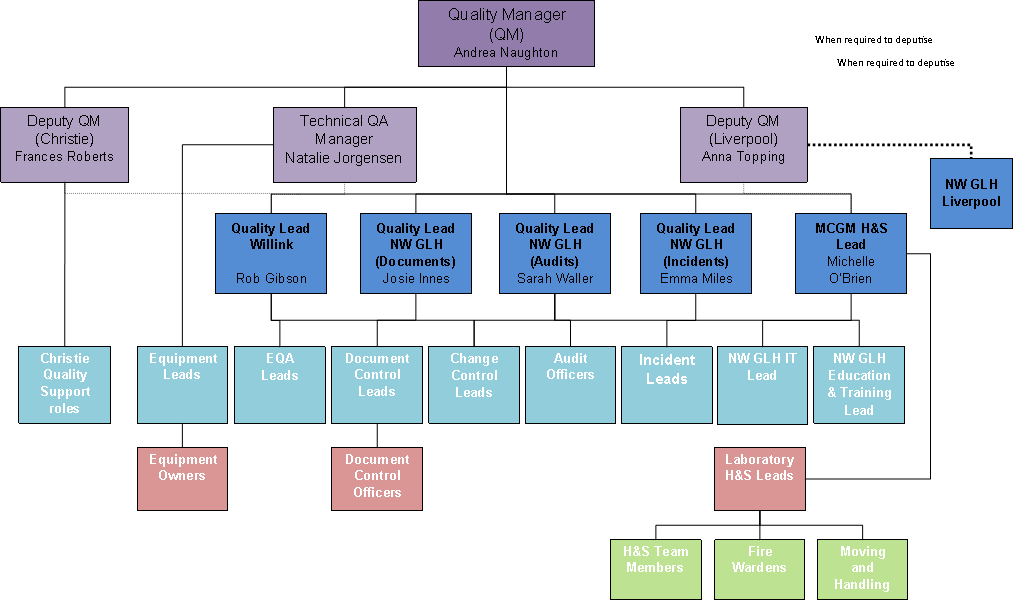 Quality Manager
(QM)
Andrea Naughton
When required to deputise
When required to deputise
Deputy QM
(Christie)
Frances Roberts
Technical QA
Manager
Natalie Jorgensen
Deputy QM
(Liverpool)
Anna Topping
NW GLH
Liverpool
Quality Lead
Willink
Rob Gibson
Quality Lead
NW GLH
(Documents)
Josie Innes
Quality Lead
NW GLH
(Audits)
Sarah Waller
Quality Lead
NW GLH
(Incidents)
Emma Miles
MCGM H&S
Lead
Michelle
O'Brien
Christie
Quality
Support
roles
Equipment
Leads
EQA
Leads
Document
Control
Leads
Change
Control
Leads
Audit
Officers
Incident
Leads
NW GLH IT
Lead
NW GLH
Education
& Training
Lead
Equipment
Owners
Document
Control
Officers
Laboratory
H&S Leads
H&S Team
Members
Fire
Wardens
Moving
and
Handling